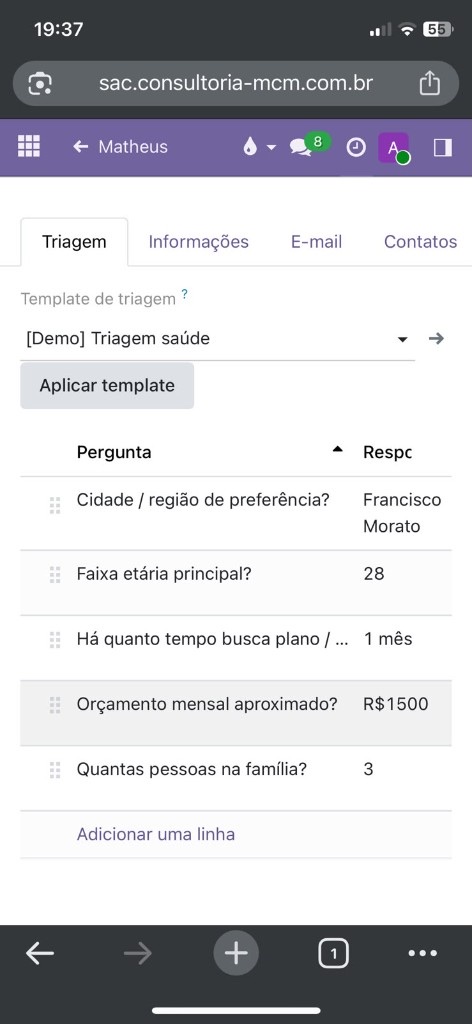 19:37
55
sac.consultoria-mcm.com.br
Matheus
8
A
Triagem
Informações
E-mail
Contatos
Template de triagem ?
[Demo] Triagem saúde
Aplicar template
Pergunta
Respc
Cidade / região de preferência?
Francisco
Morato
Faixa etária principal?
28
Há quanto tempo busca plano / ...
1 mês
Orçamento mensal aproximado?
R$1500
Quantas pessoas na família?
3
Adicionar uma linha
1